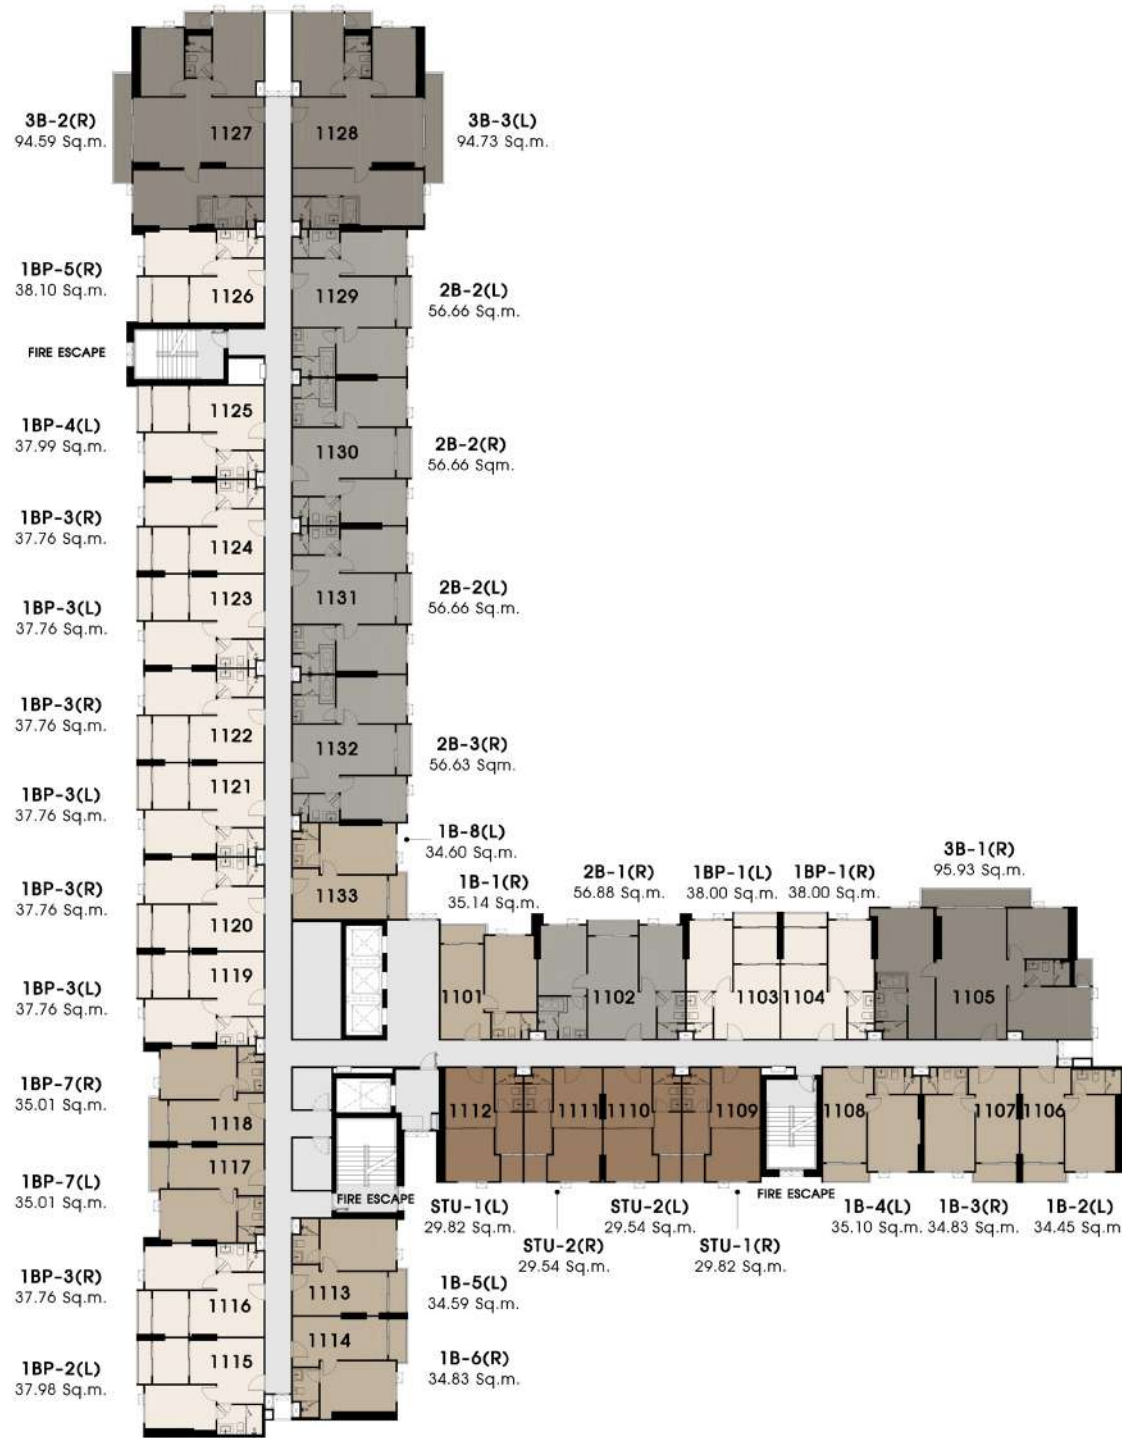 3B-2(R)
94.59 Sq.m.
1127
1128
3B-3(L)
94.73 Sq.m.
1BP-5(R)
38.10 Sq.m.
1126
1129
2B-2(L)
56.66 Sq.m.
FIRE ESCAPE
1BP-4(L)
37.99 Sq.m.
1125
1130
2B-2(R)
56.66 Sqm.
1BP-3(R)
37.76 Sq.m.
1124
1BP-3(L)
37.76 Sq.m.
1123
1131
2B-2(L)
56.66 Sq.m.
1BP-3(R)
37.76 Sq.m.
1122
1132
2B-3(R)
56.63 Sqm.
1BP-3(L)
37.76 Sq.m.
1121
1B-8(L)
34.60 Sq.m.
1BP-3(R)
37.76 Sq.m.
1120
1133
1B-1(R)
35.14 Sq.m.
2B-1(R)
56.88 Sq.m.
1BP-1(L)
38.00 Sq.m.
1BP-1(R)
38.00 Sq.m.
3B-1(R)
95.93 Sq.m.
1BP-3(L)
37.76 Sq.m.
1119
1101
1102
1103
1104
1105
1BP-7(R)
35.01 Sq.m.
1118
1112
1111
1110
1109
1108
1107
1106
1BP-7(L)
35.01 Sq.m.
1117
FIRE ESCAPE
FIRE ESCAPE
STU-1(L)
29.82 Sq.m.
STU-2(R)
29.54 Sq.m.
STU-2(L)
29.54 Sq.m.
STU-1(R)
29.82 Sq.m.
1B-4(L)
35.10 Sq.m.
1B-3(R)
34.83 Sq.m.
1B-2(L)
34.45 Sq.m
1BP-3(R)
37.76 Sq.m.
1116
1113
1B-5(L)
34.59 Sq.m.
1BP-2(L)
37.98 Sq.m.
1115
1114
1B-6(R)
34.83 Sq.m.